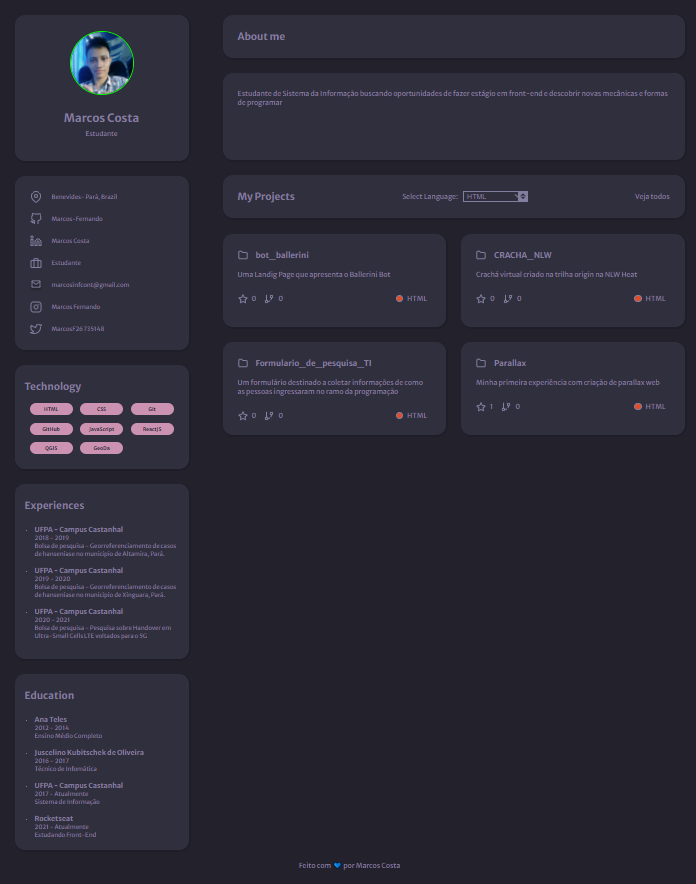 Marcos Costa
Estudante
Benevides- Pará, Brazil
Marcos-Fernando
Marcos Costa
Estudante
marcosinfcont@gmail.com
Marcos Fernando
MarcosF26735148
Technology
HTML CSS Git
GitHub JavaScript ReactJS
QGIS GeoDa
Experiences
UFPA - Campus Castanhal
2018 - 2019
Bolsa de pesquisa - Georreferenciamento de casos
de hanseníase no município de Altamira, Pará.
UFPA - Campus Castanhal
2019 - 2020
Bolsa de pesquisa - Georreferenciamento de casos
de hanseníase no município de Xinguara, Pará.
UFPA - Campus Castanhal
2020 - 2021
Bolsa de pesquisa - Pesquisa sobre Handover em
Ultra-Small Cells LTE voltados para o 5G
Education
Ana Teles
2012 - 2014
Ensino Médio Completo
Juscelino Kubitschek de Oliveira
2016 - 2017
Técnico de Infomática
UFPA - Campus Castanhal
2017 - Atualmente
Sistema de Informação
Rocketseat
2021 - Atualmente
Estudando Front-End
About me
Estudante de Sistema da Informação buscando oportunidades de fazer estágio em front-end e descobrir novas mecânicas e formas
de programar
My Projects Select Language: HTML Veja todos
bot_ballerini
Uma Landig Page que apresenta o Ballerini Bot
0 0 HTML
CRACHA_NLW
Crachá virtual criado na trilha origin na NLW Heat
0 0 HTML
Formulario_de_pesquisa_TI
Um formulário destinado a coletar informações de como
as pessoas ingressaram no ramo da programação
0 0 HTML
Parallax
Minha primeira experiência com criação de parallax web
1 0 HTML
Feito com 💙 por Marcos Costa